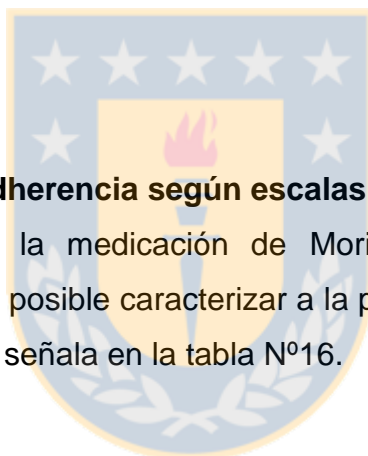 dherencia según escalas
la medicación de Mori
posible caracterizar a la p
señala en la tabla Nº16.